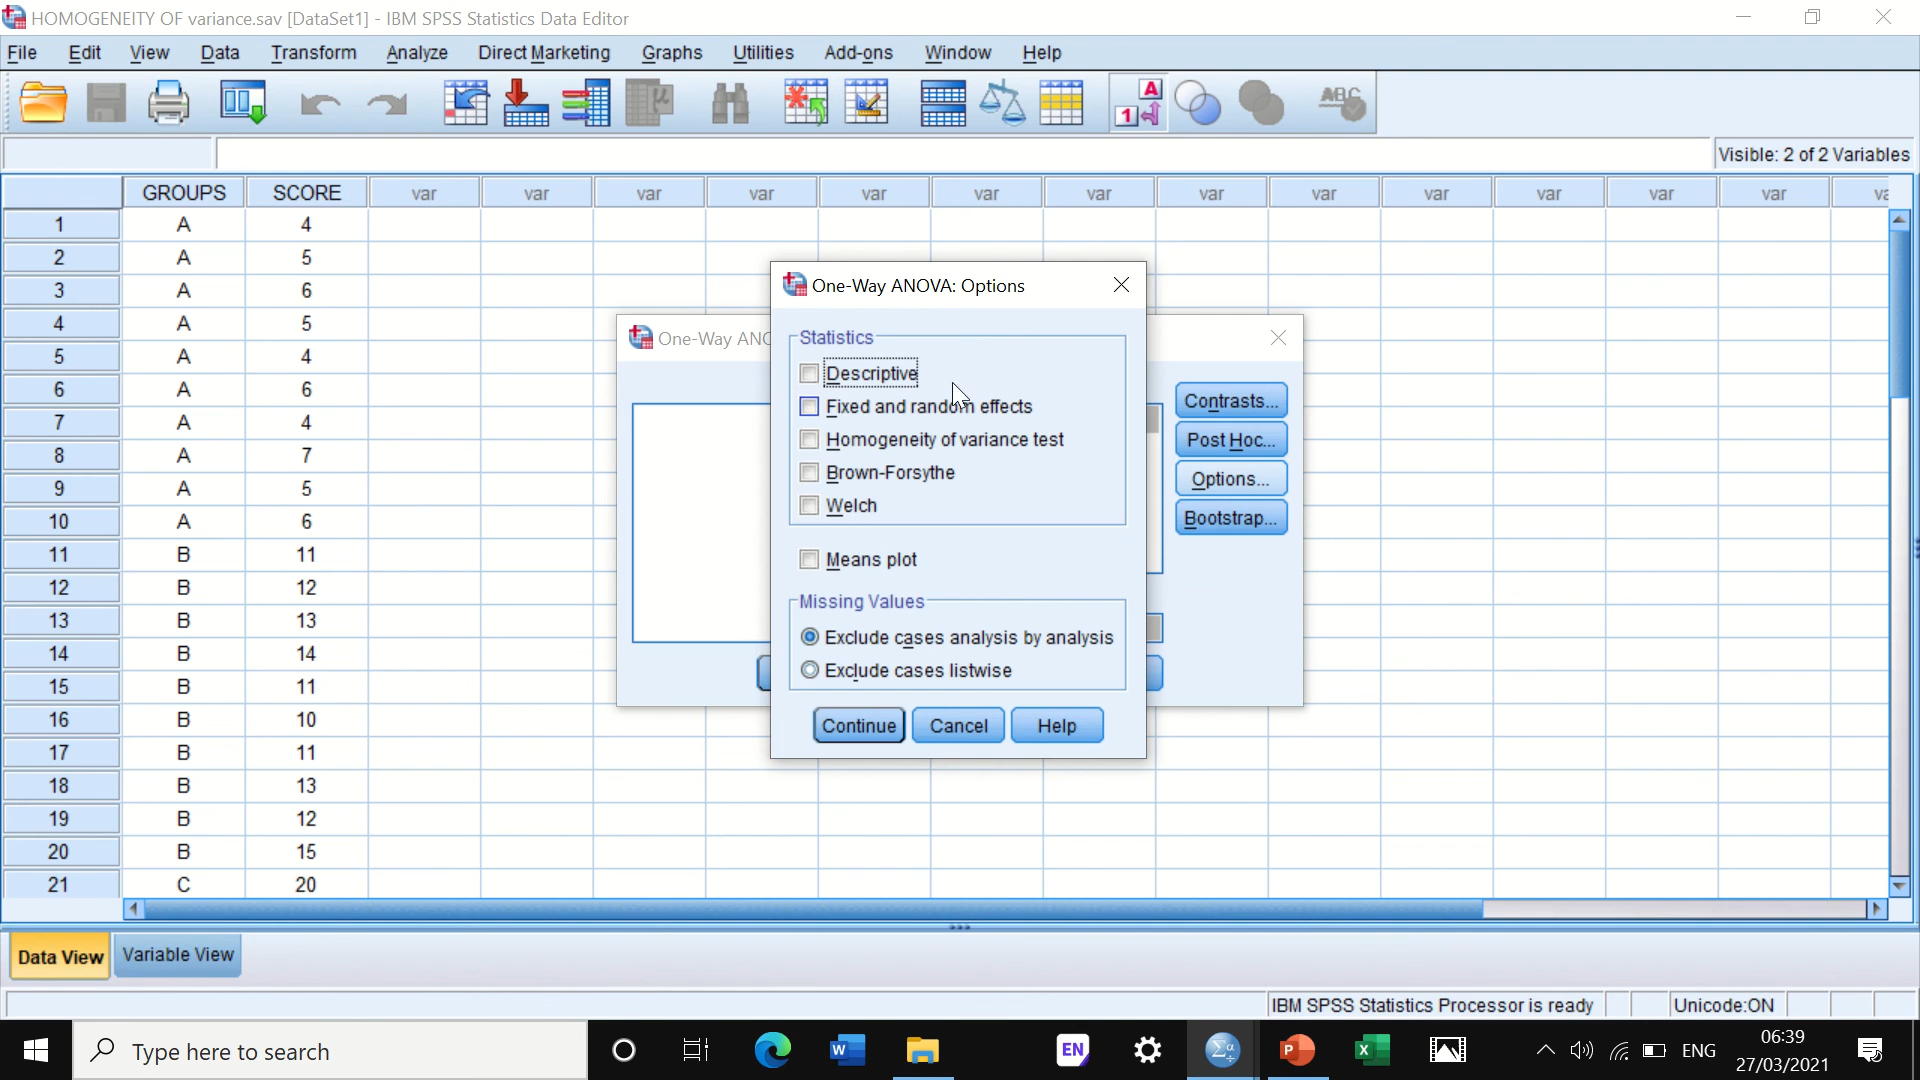 HOMOGENEITY OF variance.sav [DataSet1] - IBM SPSS Statistics Data Editor
File Edit View Data Transform Analyze Direct Marketing Graphs Utilities Add-ons Window Help
Visible: 2 of 2 Variables
GROUPS SCORE var var var var var var var var var var var var var
1 A 4
2 A 5
3 A 6
4 A 5
5 A 4
6 A 6
7 A 4
8 A 7
9 A 5
10 A 6
11 B 11
12 B 12
13 B 13
14 B 14
15 B 11
16 B 10
17 B 11
18 B 13
19 B 12
20 B 15
21 C 20
One-Way ANO
Contrasts...
Post Hoc...
Options...
Bootstrap...
One-Way ANOVA: Options
Statistics
Descriptive
Fixed and random effects
Homogeneity of variance test
Brown-Forsythe
Welch
Means plot
Missing Values
Exclude cases analysis by analysis
Exclude cases listwise
Continue Cancel Help
Data View Variable View
IBM SPSS Statistics Processor is ready Unicode:ON
Type here to search
EN
ENG
06:39
27/03/2021